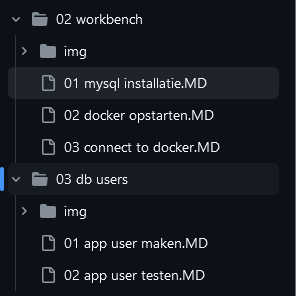 02 workbench
img
01 mysql installatie.MD
02 docker opstarten.MD
03 connect to docker.MD
03 db users
img
01 app user maken.MD
02 app user testen.MD